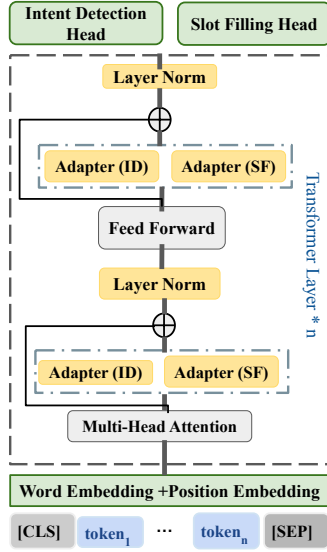 Intent Detection
Head
Slot Filling Head
Layer Norm
Adapter (ID)
Adapter (SF)
Feed Forward
Layer Norm
Adapter (ID)
Adapter (SF)
Multi-Head Attention
Transformer Layer * n
Word Embedding +Position Embedding
[CLS] token1 ... tokenn [SEP]